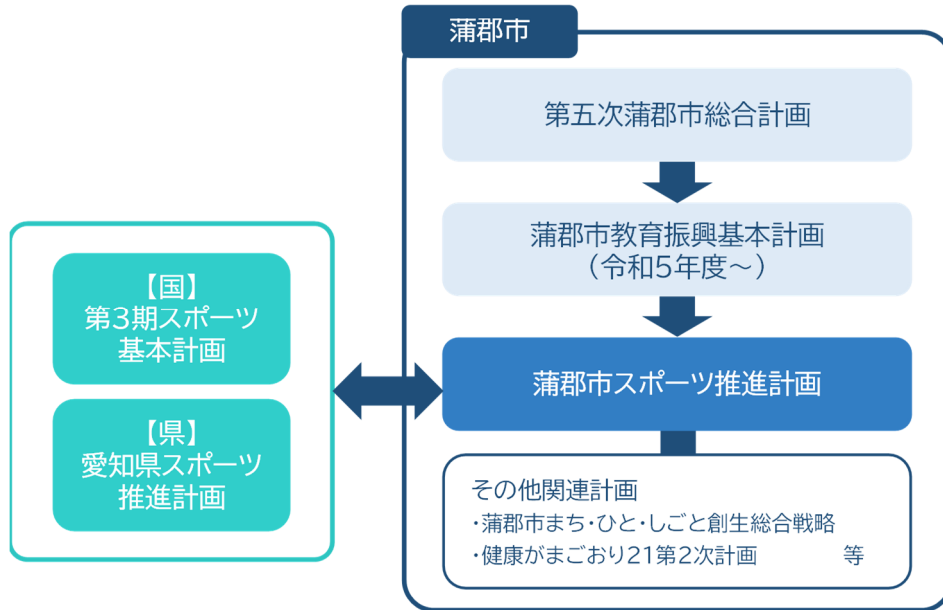 蒲郡市
第五次蒲郡市総合計画
蒲郡市教育振興基本計画
（令和5年度～）
【国】
第3期スポーツ
基本計画
【県】
愛知県スポーツ
推進計画
蒲郡市スポーツ推進計画
その他関連計画
・蒲郡市まち・ひと・しごと創生総合戦略
・健康がまごおり21第2次計画　　　等